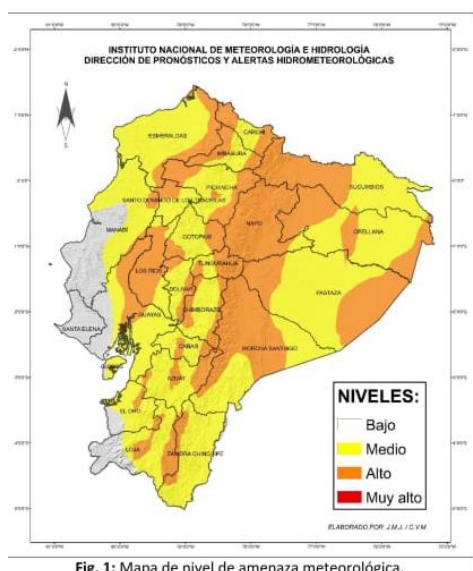 INSTITUTO NACIONAL DE METEOROLOGÍA E HIDROLOGÍA
DIRECCIÓN DE PRONÓSTICOS Y ALERTAS HIDROMETEOROLÓGICAS
N
S
ESMERALDAS
CARCHI
IMBABURA
PICHINCHA
SUCUMBIOS
SANTO DOMINGO DE LOS TSACHILAS
MANABÍ
NAPO
ORELLANA
COTOPAXI
LOS RIOS
TUNGURAHUA
BOLIVAR
PASTAZA
CHIMBORAZO
GUAYAS
SANTA ELENA
MORONA SANTIAGO
CAÑAR
GUAYAS
AZUAY
EL ORO
LOJA
ZAMORA CHINCHIPE
NIVELES:
Bajo
Medio
Alto
Muy alto
ELABORADO POR: J.M.J. / C.V.M
Fig. 1: Mapa de nivel de amenaza meteorológica.